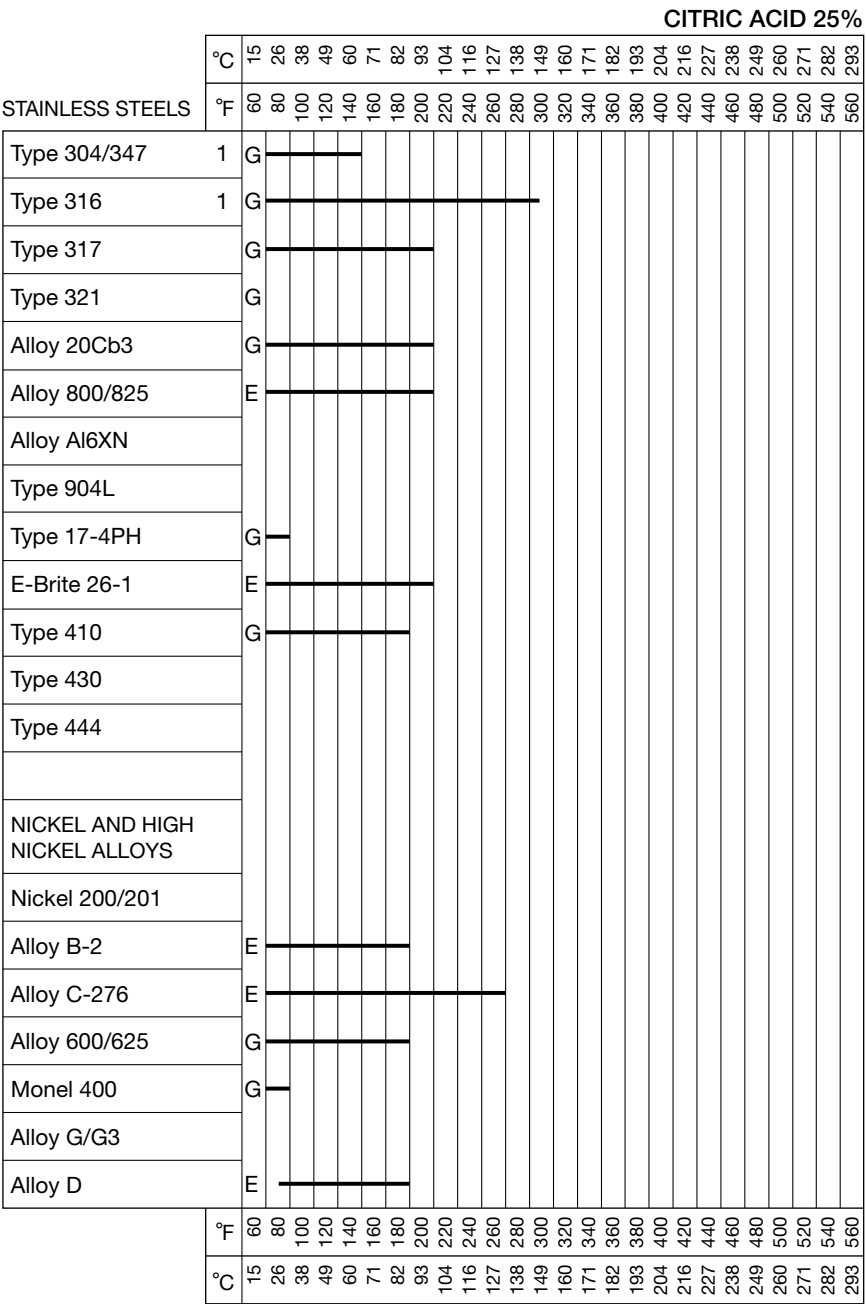 CITRIC ACID 25%
°C 15 26 38 49 60 71 82 93 104 116 127 138 149 160 171 182 193 204 216 227 238 249 260 271 282 293
STAINLESS STEELS °F 60 80 100 120 140 160 180 200 220 240 260 280 300 320 340 360 380 400 420 440 460 480 500 520 540 560
Type 304/347 1 G
Type 316 1 G
Type 317 G
Type 321 G
Alloy 20Cb3 G
Alloy 800/825 E
Alloy Al6XN
Type 904L
Type 17-4PH G
E-Brite 26-1 E
Type 410 G
Type 430
Type 444
NICKEL AND HIGH
NICKEL ALLOYS
Nickel 200/201
Alloy B-2 E
Alloy C-276 E
Alloy 600/625 G
Monel 400 G
Alloy G/G3
Alloy D E
°F 60 80 100 120 140 160 180 200 220 240 260 280 300 320 340 360 380 400 420 440 460 480 500 520 540 560
°C 15 26 38 49 60 71 82 93 104 116 127 138 149 160 171 182 193 204 216 227 238 249 260 271 282 293